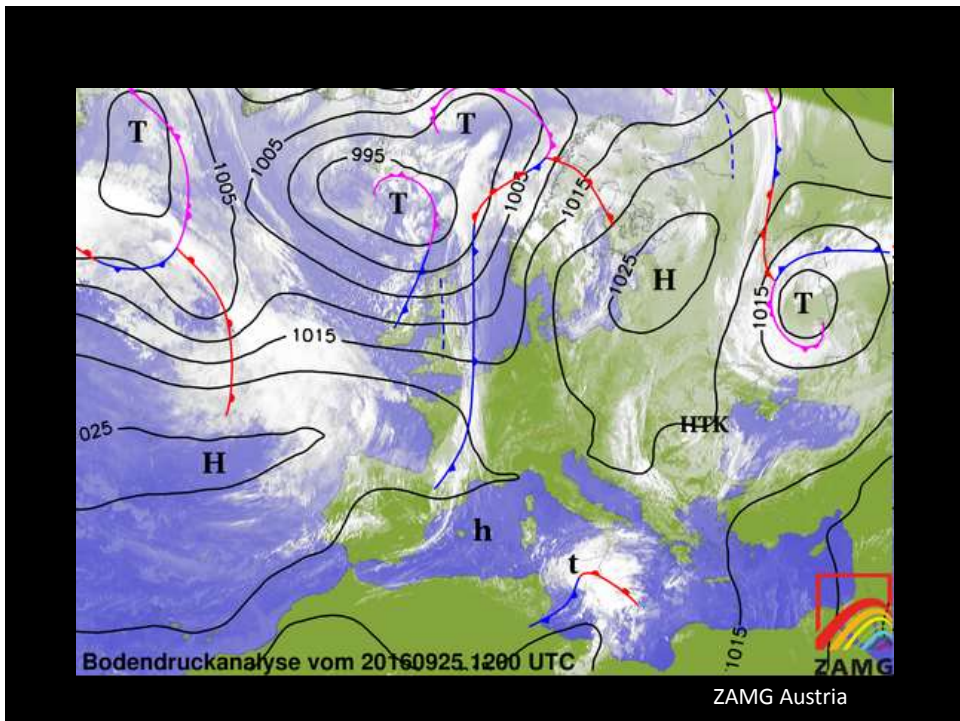 T
T
995
1005
1005
T
1005
1015
1025
H
1015
T
1015
HTK
025
H
h
t
1015
Bodendruckanalyse vom 20160925 1200 UTC
ZAMG
ZAMG Austria